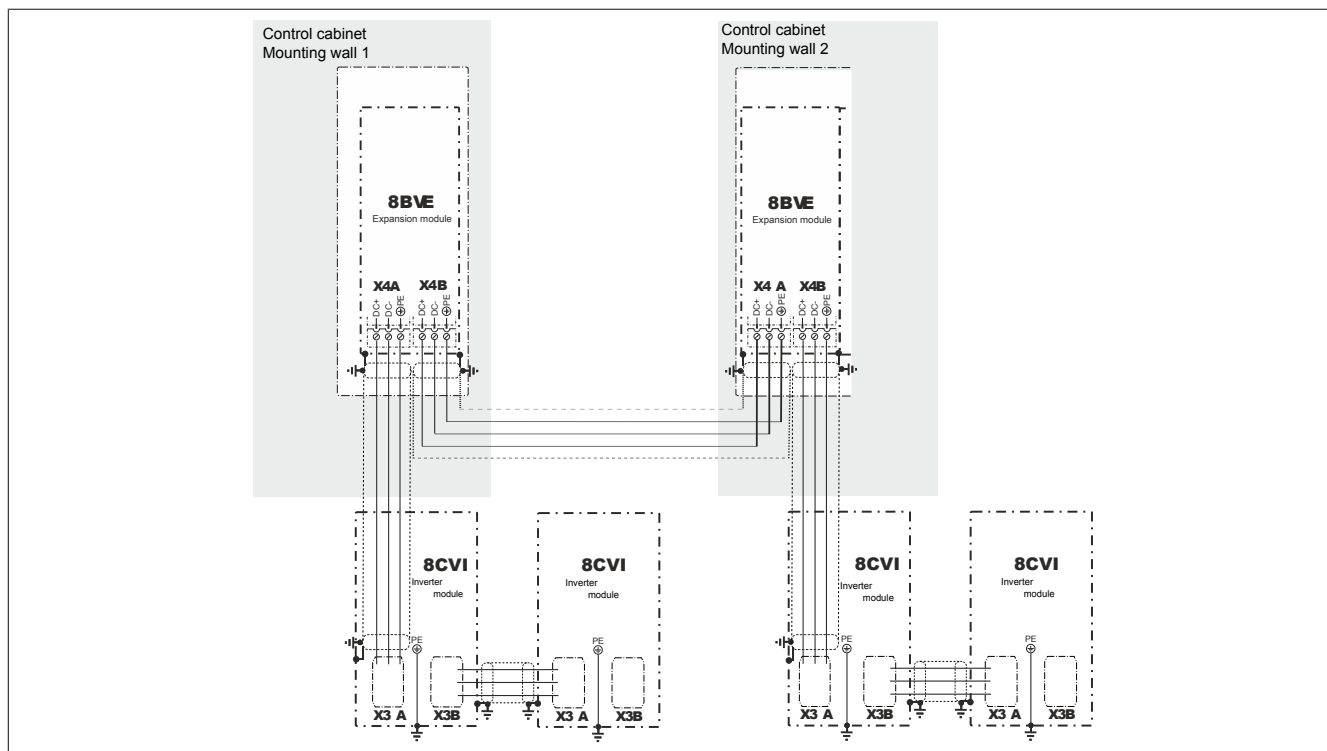 Control cabinet
Mounting wall 1
Control cabinet
Mounting wall 2
8BVE
Expansion module
8BVE
Expansion module
X4A X4B
X4 A X4B
DC+ DC- PE DC+ DC- PE
DC+ DC- PE DC+ DC- PE
8CVI
Inverter
module
8CVI
Inverter
module
8CVI
Inverter
module
8CVI
Inverter
module
PE
PE
PE
PE
X3 A X3B
X3 A X3B
X3 A X3B
X3 A X3B